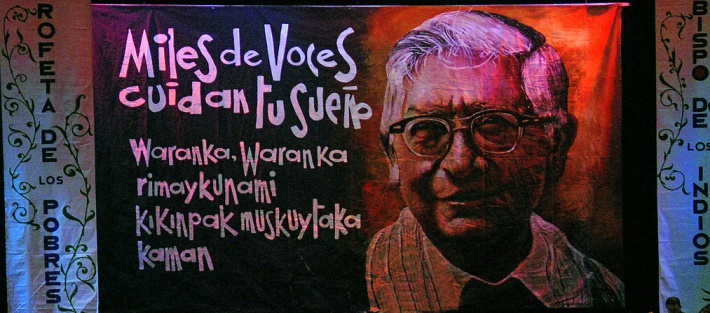 ROFETA DE LOS POBRES
Miles de Voces
cuidan tu sueño
Waranka, Waranka
rimaykunami
kikinpak muskuytaka
kaman
BISPO DE LOS INDIOS